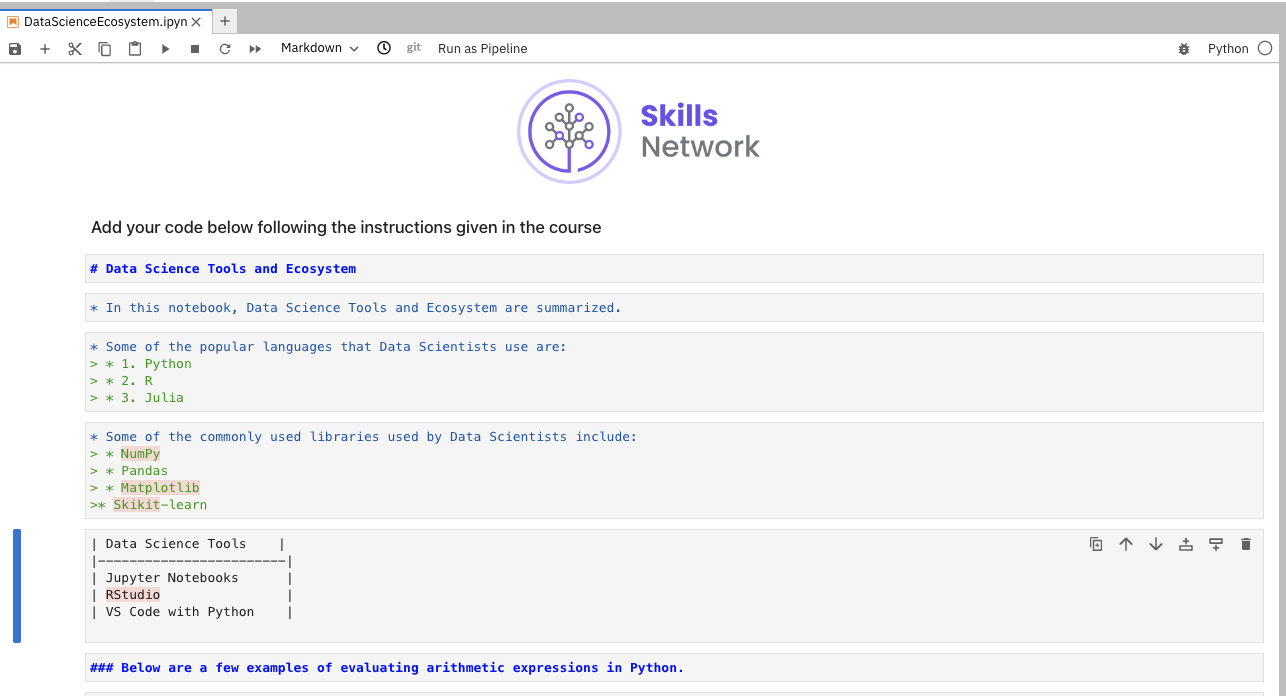 DataScienceEcosystem.ipyn
Markdown git Run as Pipeline Python
Skills
Network
Add your code below following the instructions given in the course
# Data Science Tools and Ecosystem
* In this notebook, Data Science Tools and Ecosystem are summarized.
* Some of the popular languages that Data Scientists use are:
> * 1. Python
> * 2. R
> * 3. Julia
* Some of the commonly used libraries used by Data Scientists include:
> * NumPy
> * Pandas
> * Matplotlib
>* Skikit-learn
| Data Science Tools    |
|------------------------|
| Jupyter Notebooks      |
| RStudio                |
| VS Code with Python    |
### Below are a few examples of evaluating arithmetic expressions in Python.